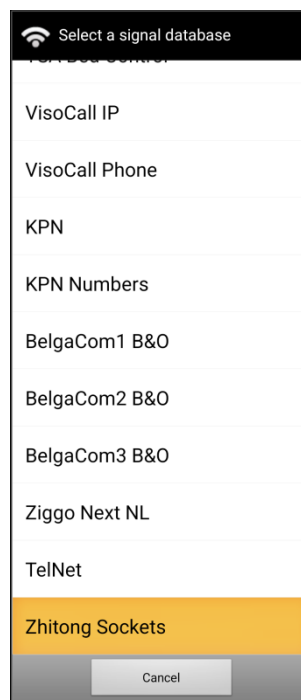 Select a signal database
VisoCall IP
VisoCall Phone
KPN
KPN Numbers
BelgaCom1 B&O
BelgaCom2 B&O
BelgaCom3 B&O
Ziggo Next NL
TelNet
Zhitong Sockets
Cancel